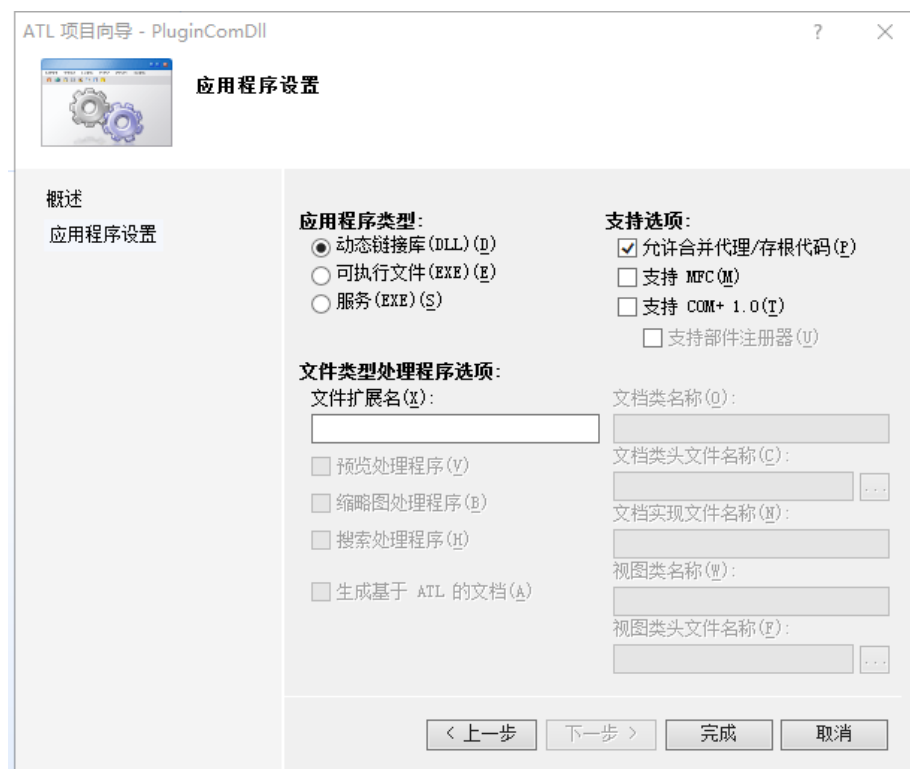 ATL 项目向导 - PluginComDll
应用程序设置
概述
应用程序设置
应用程序类型:
动态链接库(DLL)(D)
可执行文件(EXE)(E)
服务(EXE)(S)
支持选项:
允许合并代理/存根代码(P)
支持 MFC(M)
支持 COM+ 1.0(T)
支持部件注册器(U)
文件类型处理程序选项:
文件扩展名(X):
预览处理程序(V)
缩略图处理程序(B)
搜索处理程序(H)
生成基于 ATL 的文档(A)
文档类名称(O):
文档类头文件名称(C):
...
文档实现文件名称(N):
视图类名称(W):
视图类头文件名称(F):
...
< 上一步
下一步 >
完成
取消